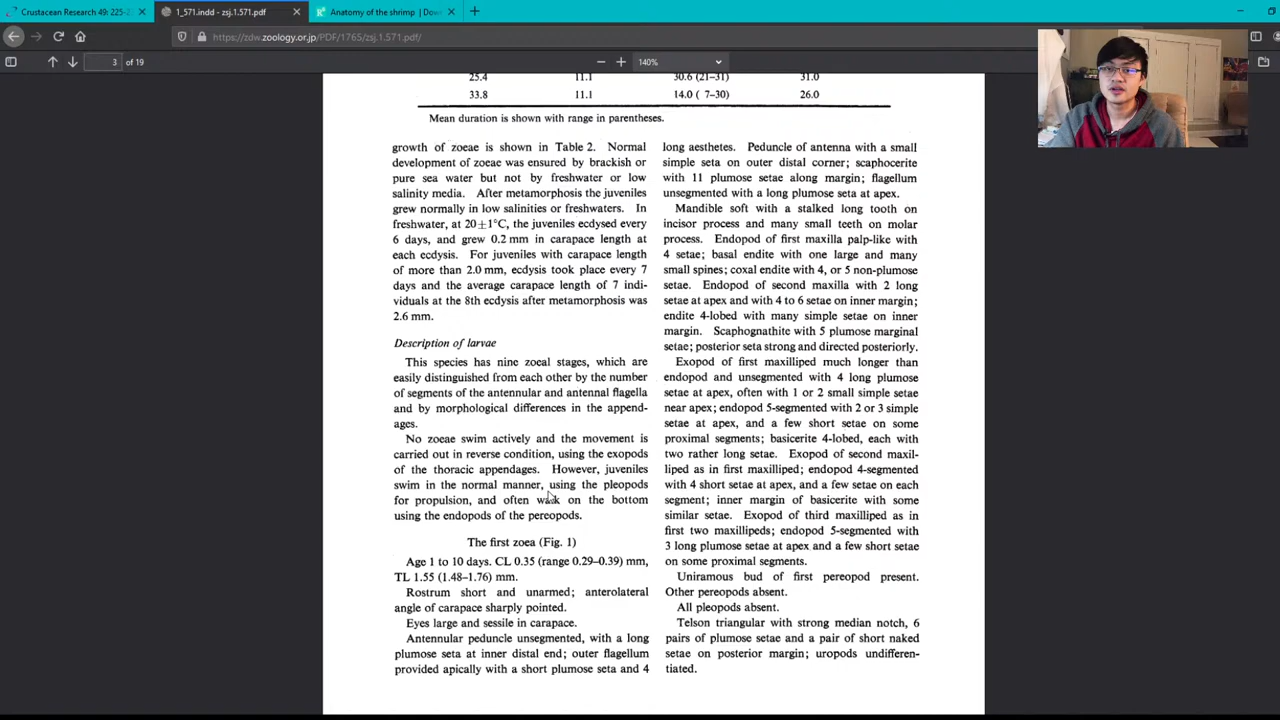 Crustacean Research 49: 225-2
1_571.indd - zsj.1.571.pdf
Anatomy of the shrimp | Dow
https://zdw.zoology.or.jp/PDF/1765/zsj.1.571.pdf/
3 of 19
140%
25.4 11.1 30.6 (21–31) 31.0
33.8 11.1 14.0 ( 7–30) 26.0
Mean duration is shown with range in parentheses.
growth of zoeae is shown in Table 2. Normal
development of zoeae was ensured by brackish or
pure sea water but not by freshwater or low
salinity media. After metamorphosis the juveniles
grew normally in low salinities or freshwaters. In
freshwater, at 20±1°C, the juveniles ecdysed every
6 days, and grew 0.2 mm in carapace length at
each ecdysis. For juveniles with carapace length
of more than 2.0 mm, ecdysis took place every 7
days and the average carapace length of 7 indi-
viduals at the 8th ecdysis after metamorphosis was
2.6 mm.
Description of larvae
This species has nine zoeal stages, which are
easily distinguished from each other by the number
of segments of the antennular and antennal flagella
and by morphological differences in the append-
ages.
No zoeae swim actively and the movement is
carried out in reverse condition, using the exopods
of the thoracic appendages. However, juveniles
swim in the normal manner, using the pleopods
for propulsion, and often walk on the bottom
using the endopods of the pereopods.
The first zoea (Fig. 1)
Age 1 to 10 days. CL 0.35 (range 0.29–0.39) mm,
TL 1.55 (1.48–1.76) mm.
Rostrum short and unarmed; anterolateral
angle of carapace sharply pointed.
Eyes large and sessile in carapace.
Antennular peduncle unsegmented, with a long
plumose seta at inner distal end; outer flagellum
provided apically with a short plumose seta and 4
long aesthetes. Peduncle of antenna with a small
simple seta on outer distal corner; scaphocerite
with 11 plumose setae along margin; flagellum
unsegmented with a long plumose seta at apex.
Mandible soft with a stalked long tooth on
incisor process and many small teeth on molar
process. Endopod of first maxilla palp-like with
4 setae; basal endite with one large and many
small spines; coxal endite with 4, or 5 non-plumose
setae. Endopod of second maxilla with 2 long
setae at apex and with 4 to 6 setae on inner margin;
endite 4-lobed with many simple setae on inner
margin. Scaphognathite with 5 plumose marginal
setae; posterior seta strong and directed posteriorly.
Exopod of first maxilliped much longer than
endopod and unsegmented with 4 long plumose
setae at apex, often with 1 or 2 small simple setae
near apex; endopod 5-segmented with 2 or 3 simple
setae at apex, and a few short setae on some
proximal segments; basicerite 4-lobed, each with
two rather long setae. Exopod of second maxil-
liped as in first maxilliped; endopod 4-segmented
with 4 short setae at apex, and a few setae on each
segment; inner margin of basicerite with some
similar setae. Exopod of third maxilliped as in
first two maxillipeds; endopod 5-segmented with
3 long plumose setae at apex and a few short setae
on some proximal segments.
Uniramous bud of first pereopod present.
Other pereopods absent.
All pleopods absent.
Telson triangular with strong median notch, 6
pairs of plumose setae and a pair of short naked
setae on posterior margin; uropods undifferen-
tiated.